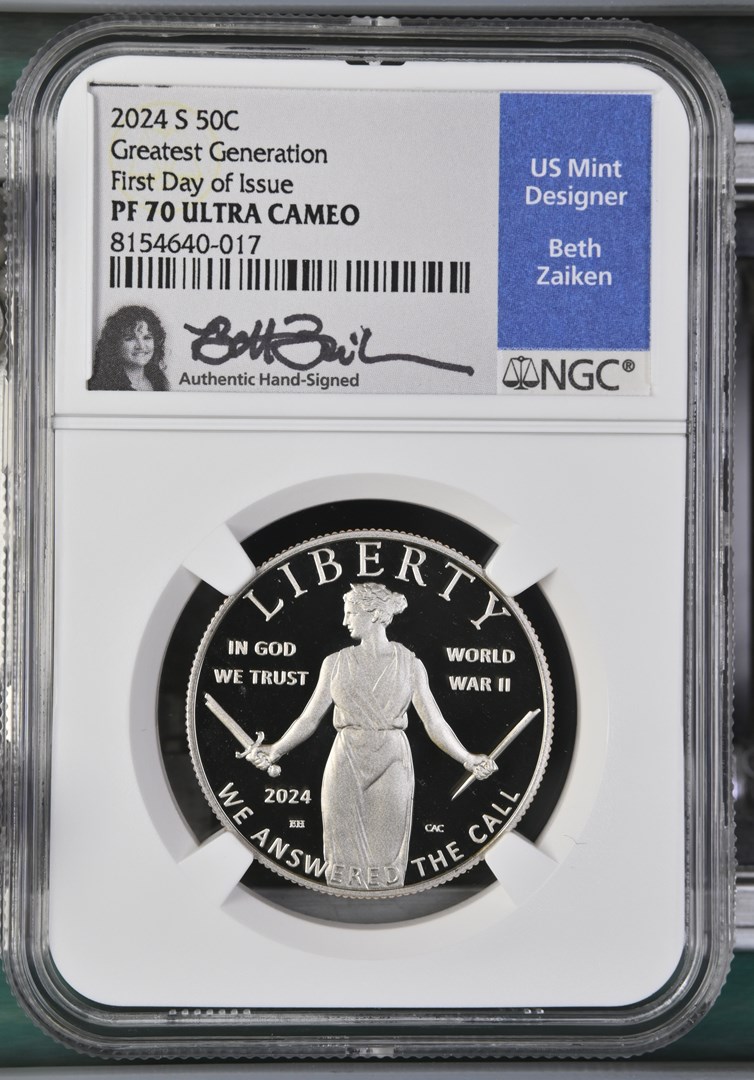 2024 S 50C
Greatest Generation
First Day of Issue
PF 70 ULTRA CAMEO
8154640-017
US Mint
Designer
Beth
Zaiken
Beth Zaiken
Authentic Hand-Signed
NGC®
LIBERTY
IN GOD
WE TRUST
WORLD
WAR II
2024
EH
CAC
WE ANSWERED THE CALL